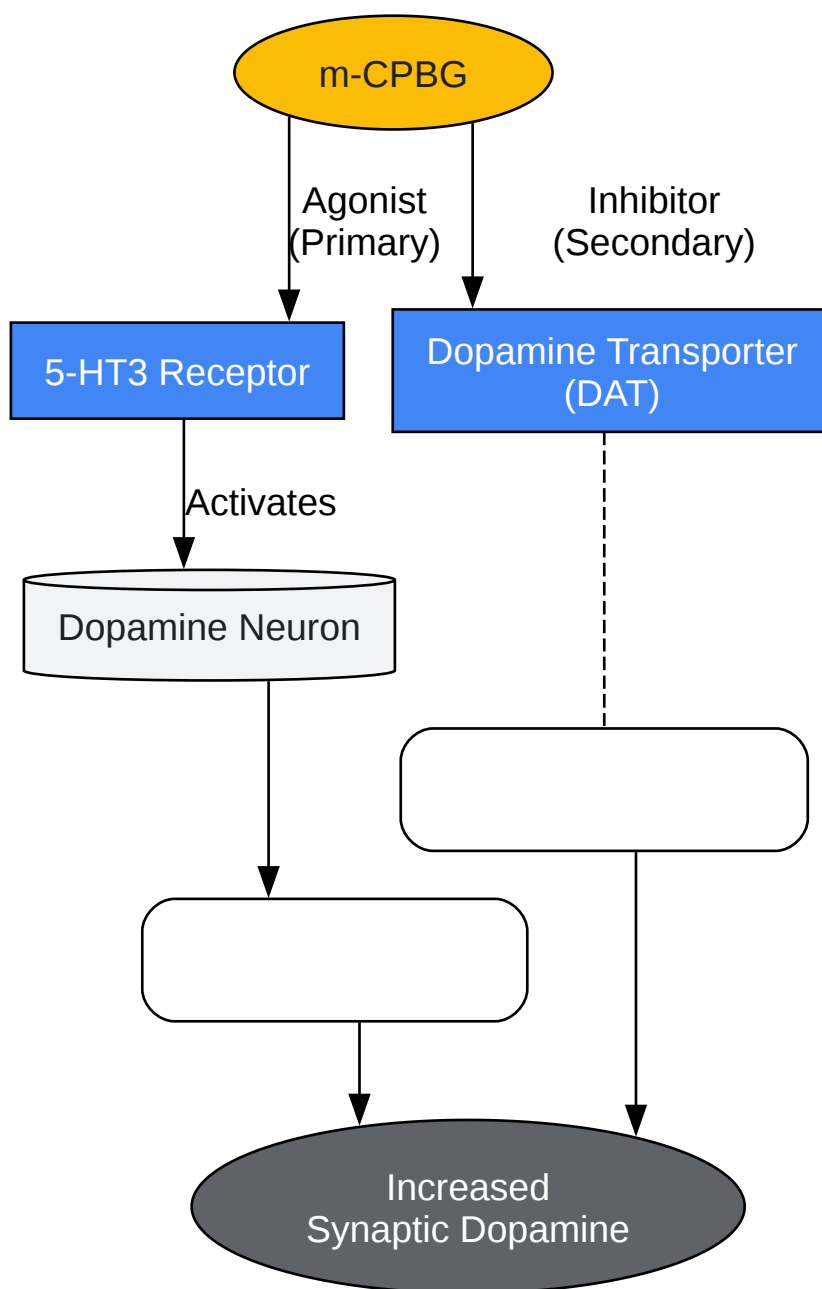 m-CPBG
Agonist
(Primary)
Inhibitor
(Secondary)
5-HT3 Receptor
Dopamine Transporter
(DAT)
Activates
Dopamine Neuron
Increased
Synaptic Dopamine